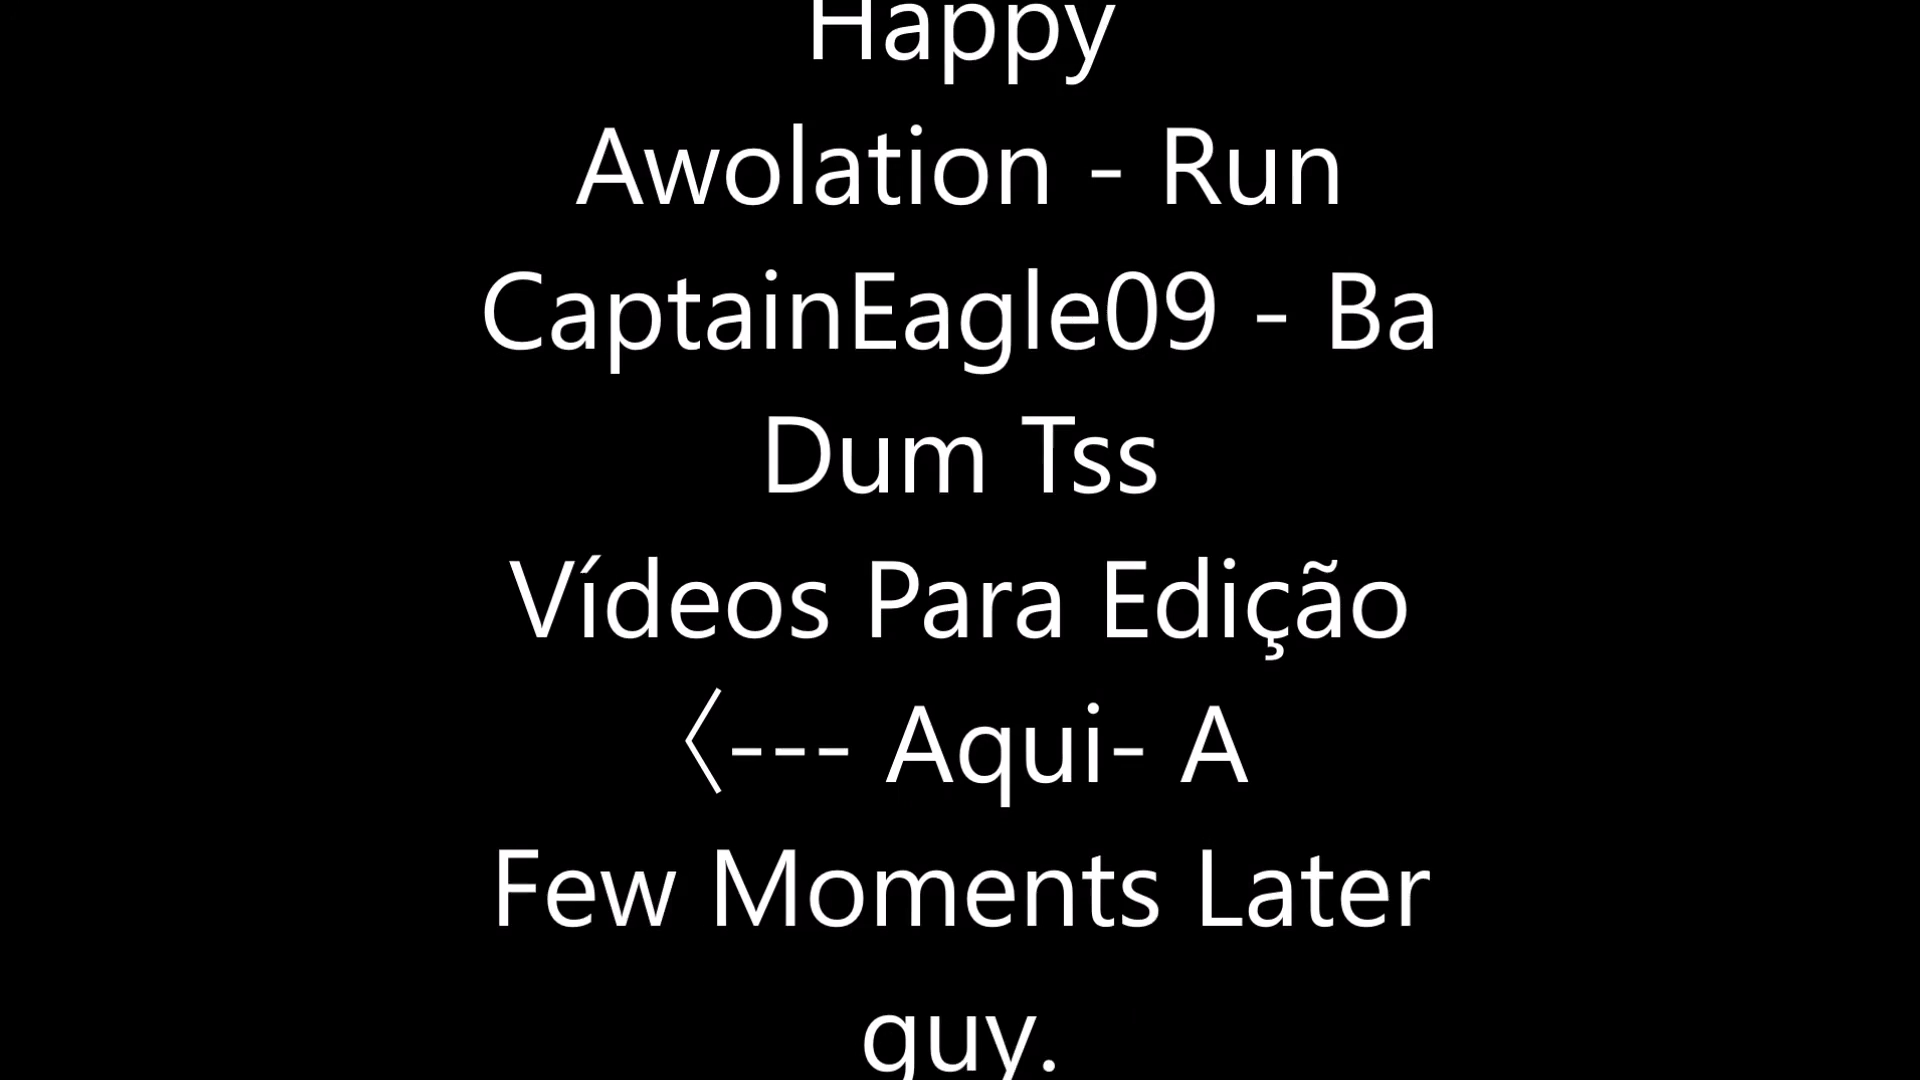 Happy
Awolation - Run
CaptainEagle09 - Ba
Dum Tss
Vídeos Para Edição
〈--- Aqui- A
Few Moments Later
guy.